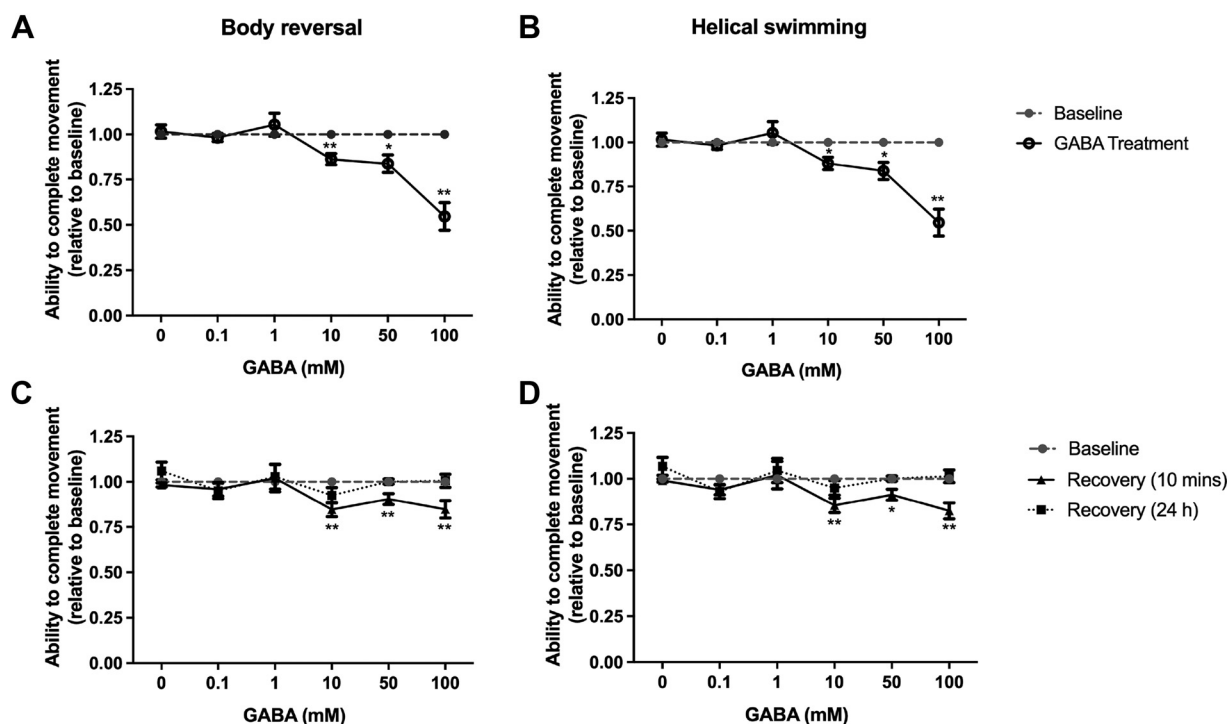 A
Body reversal
Ability to complete movement
(relative to baseline)
1.25
1.00
0.75
0.50
0.25
0.00
** * **
0 0.1 1 10 50 100
GABA (mM)
B
Helical swimming
Ability to complete movement
(relative to baseline)
1.25
1.00
0.75
0.50
0.25
0.00
* * **
0 0.1 1 10 50 100
GABA (mM)
Baseline
GABA Treatment
C
Ability to complete movement
(relative to baseline)
1.25
1.00
0.75
0.50
0.25
0.00
** ** **
0 0.1 1 10 50 100
GABA (mM)
D
Ability to complete movement
(relative to baseline)
1.25
1.00
0.75
0.50
0.25
0.00
** * **
0 0.1 1 10 50 100
GABA (mM)
Baseline
Recovery (10 mins)
Recovery (24 h)